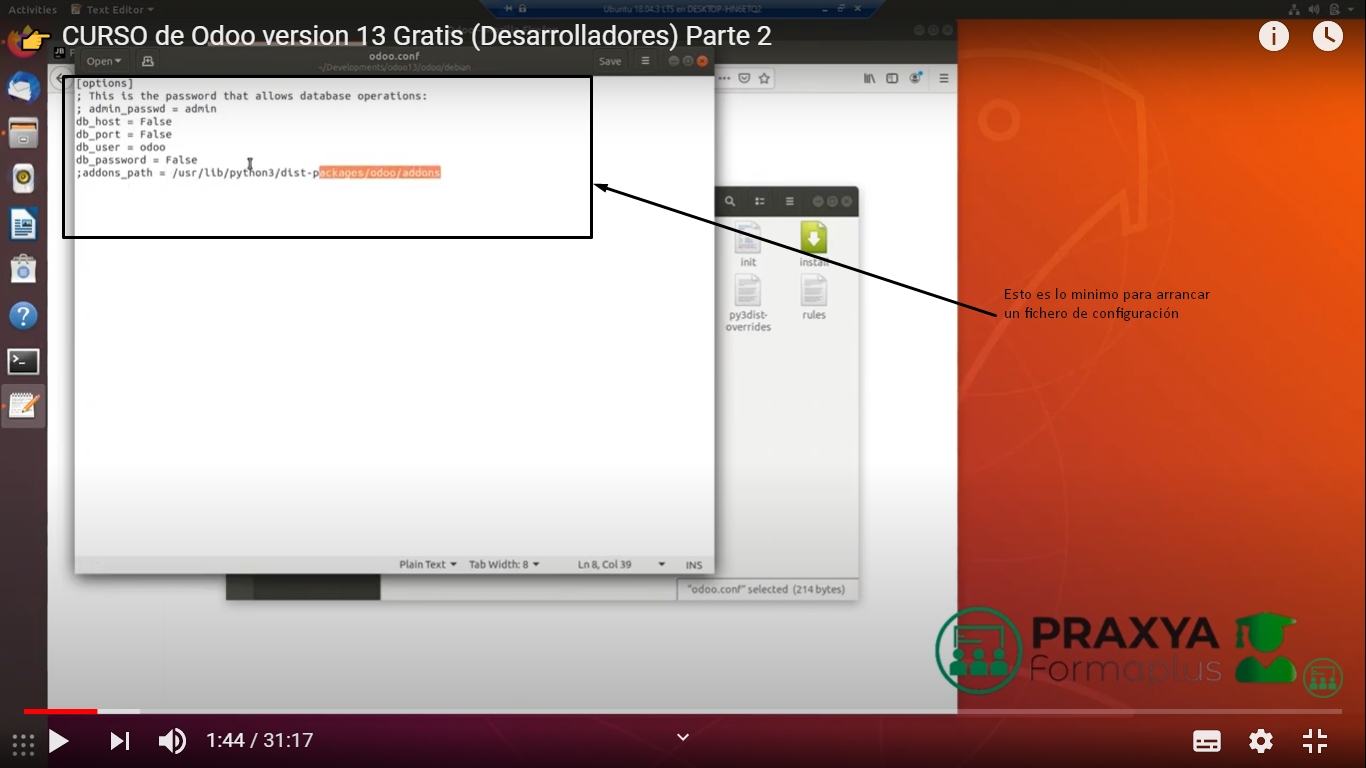 Activities
Text Editor
Ubuntu 18.04.3 LTS en DESKTOP-HN6ETQ2
CURSO de Odoo version 13 Gratis (Desarrolladores) Parte 2
Open
odoo.conf
~/Developments/odoo13/odoo/debian
Save
[options]
; This is the password that allows database operations:
; admin_passwd = admin
db_host = False
db_port = False
db_user = odoo
db_password = False
;addons_path = /usr/lib/python3/dist-packages/odoo/addons
init
install
py3dist-
overrides
rules
Esto es lo minimo para arrancar
un fichero de configuración
Plain Text
Tab Width: 8
Ln 8, Col 39
INS
"odoo.conf" selected (214 bytes)
PRAXYA
Formaplus
1:44 / 31:17